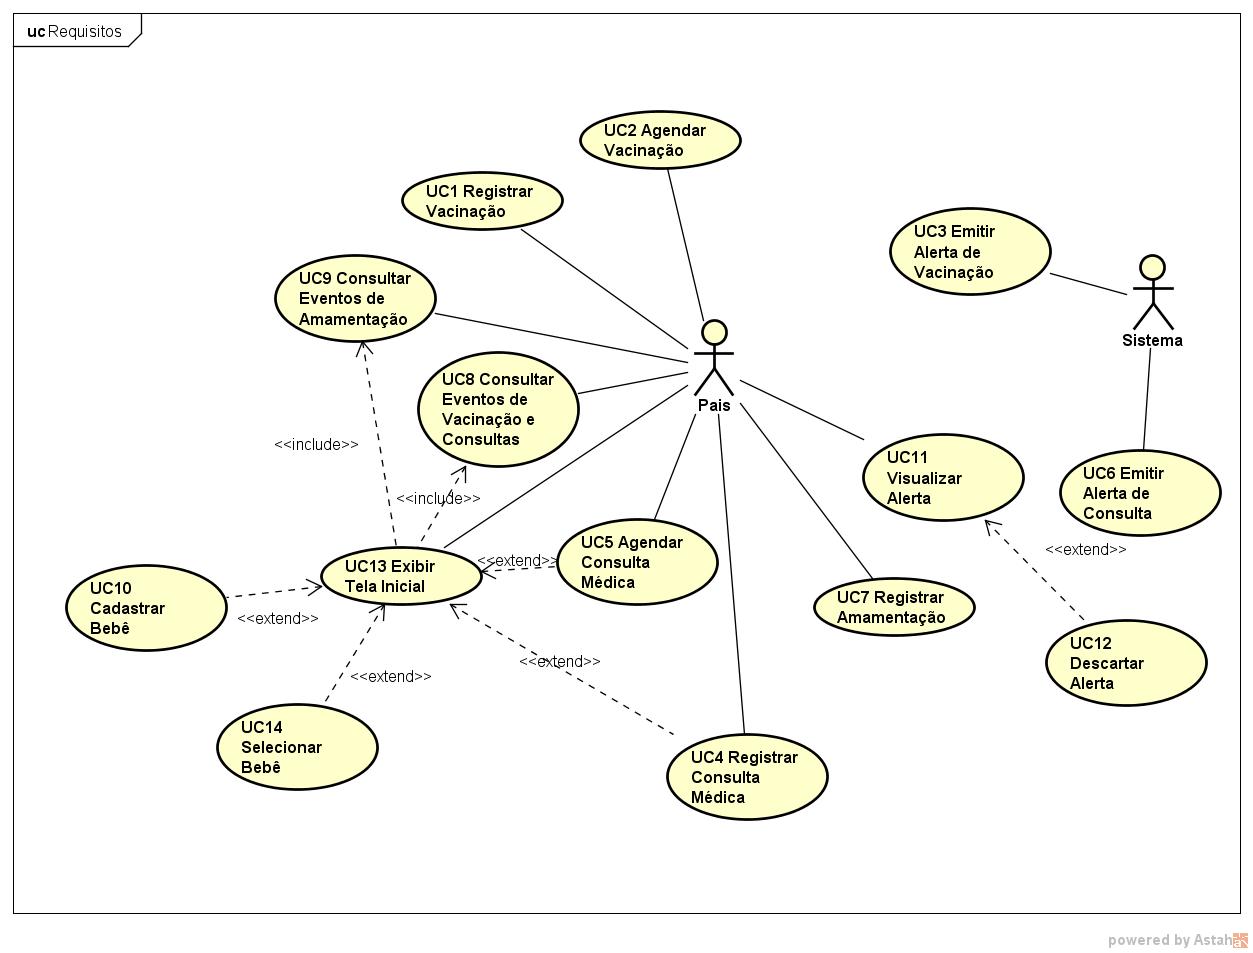 uc Requisitos
UC2 Agendar
Vacinação
UC1 Registrar
Vacinação
UC3 Emitir
Alerta de
Vacinação
UC9 Consultar
Eventos de
Amamentação
Sistema
UC8 Consultar
Eventos de
Vacinação e
Consultas
Pais
<<include>>
<<include>>
UC11
Visualizar
Alerta
UC6 Emitir
Alerta de
Consulta
UC13 Exibir
Tela Inicial
<<extend>>
UC5 Agendar
Consulta
Médica
<<extend>>
UC10
Cadastrar
Bebê
<<extend>>
UC7 Registrar
Amamentação
UC12
Descartar
Alerta
<<extend>>
<<extend>>
UC14
Selecionar
Bebê
UC4 Registrar
Consulta
Médica
powered by Astah